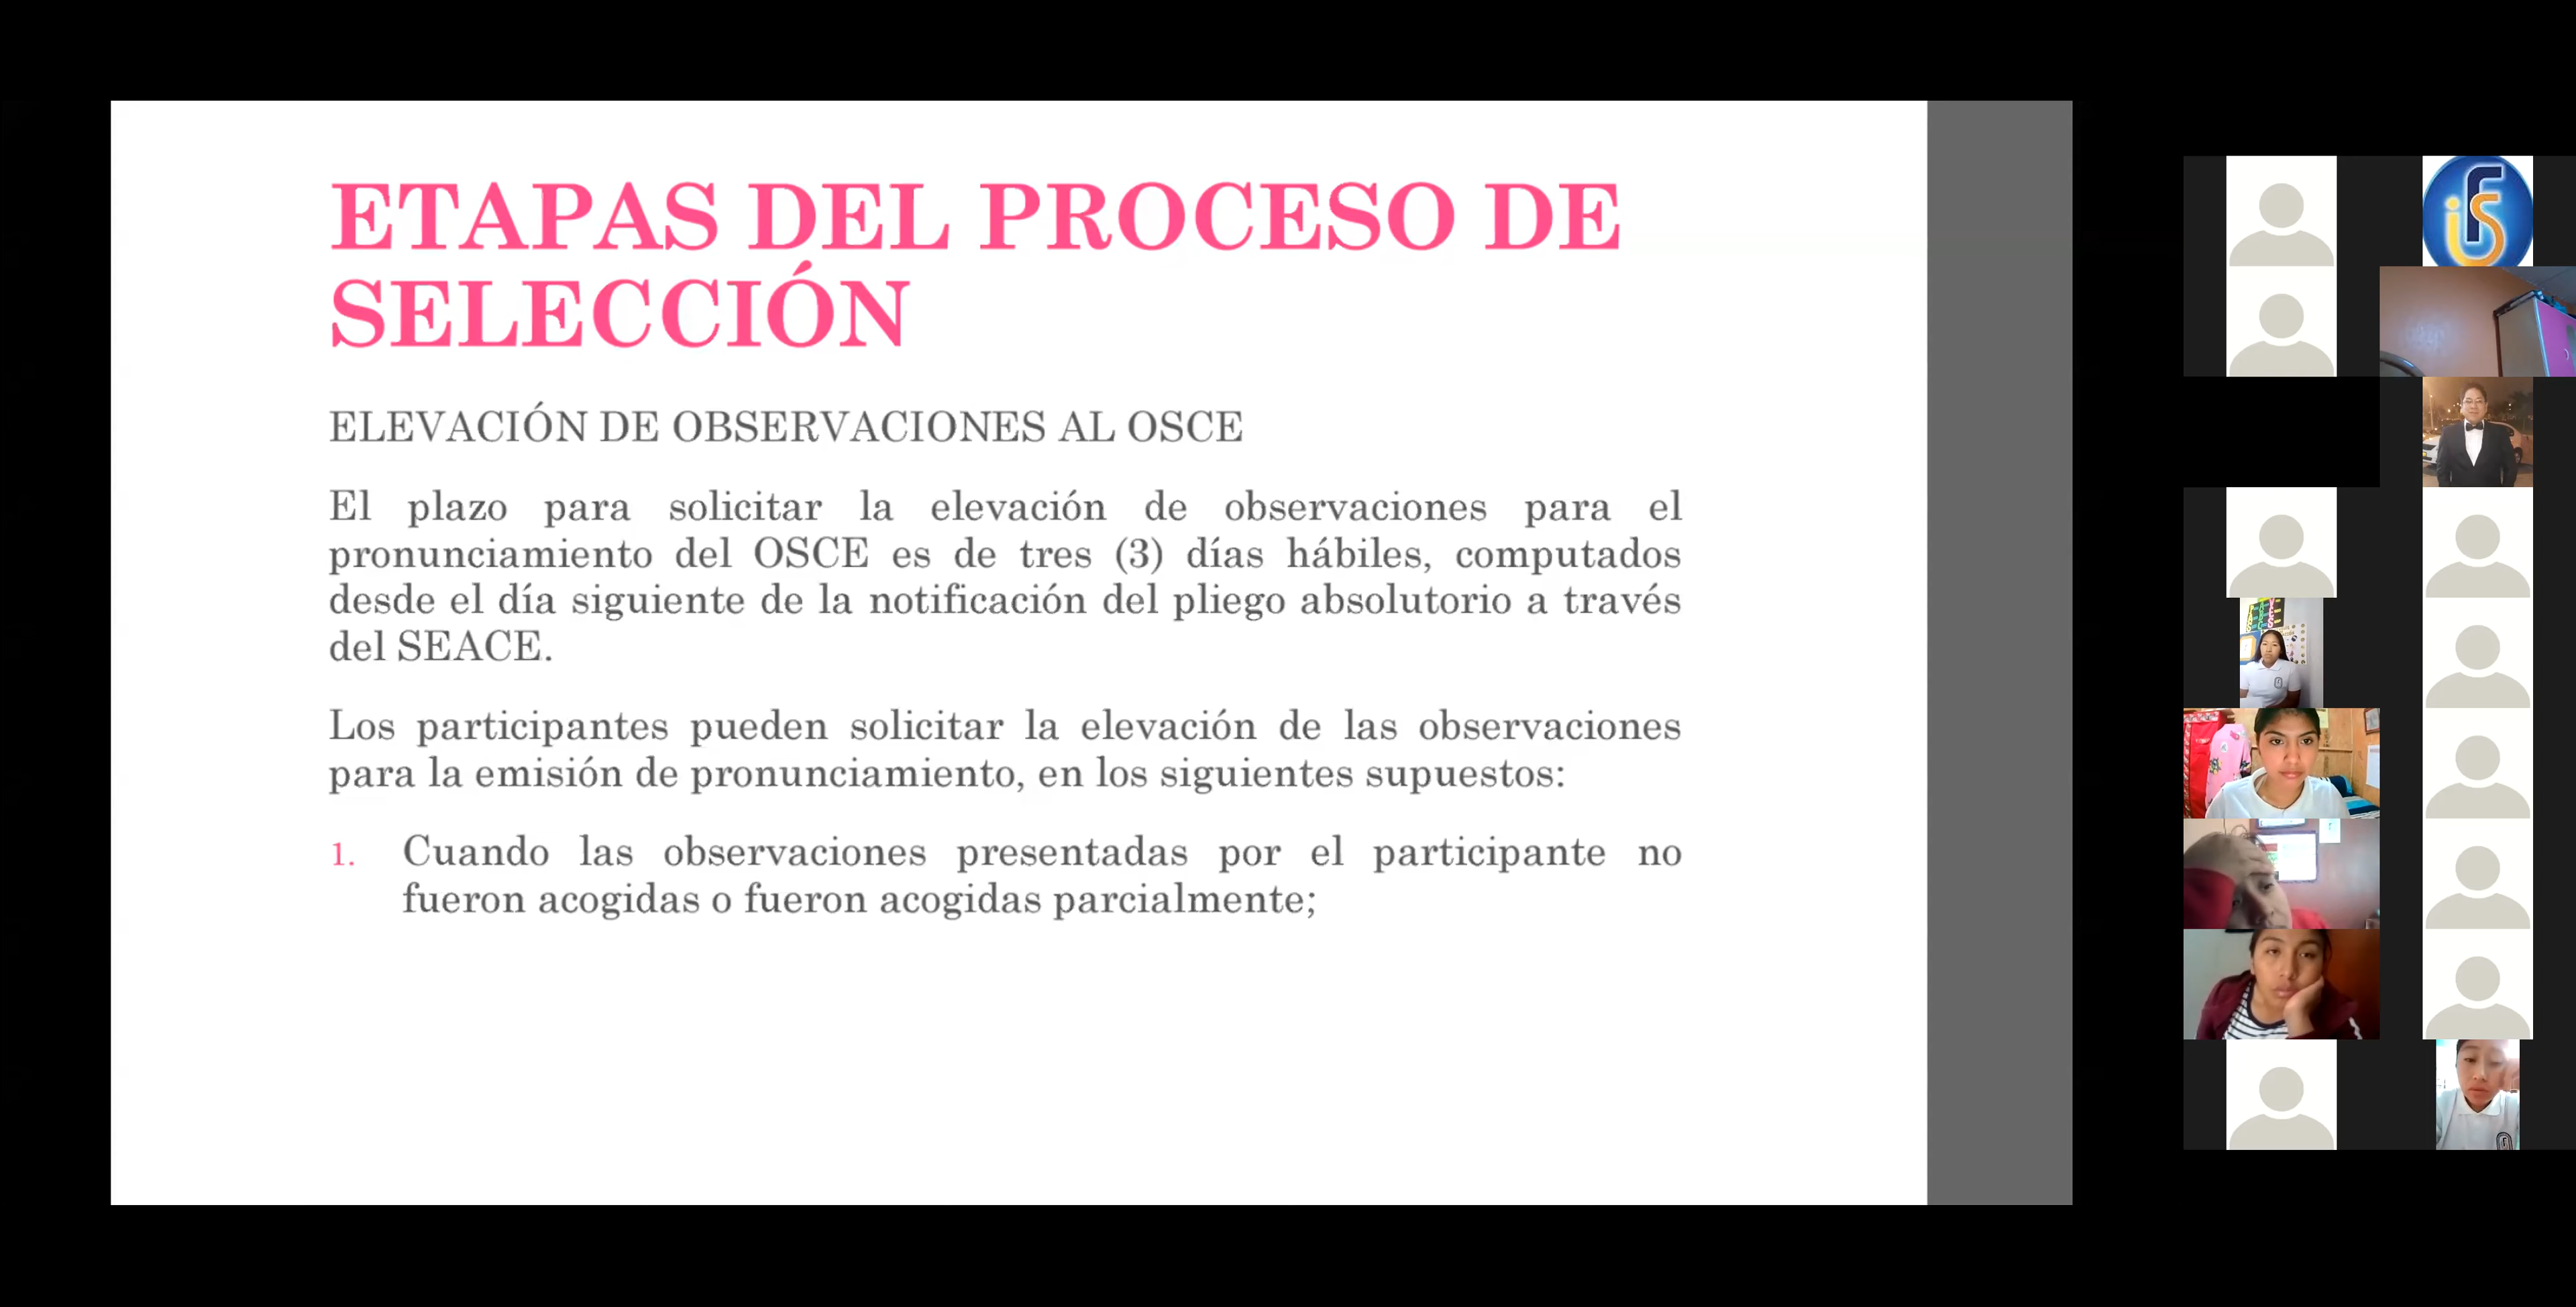 ETAPAS DEL PROCESO DE
SELECCIÓN
ELEVACIÓN DE OBSERVACIONES AL OSCE
El plazo para solicitar la elevación de observaciones para el
pronunciamiento del OSCE es de tres (3) días hábiles, computados
desde el día siguiente de la notificación del pliego absolutorio a través
del SEACE.
Los participantes pueden solicitar la elevación de las observaciones
para la emisión de pronunciamiento, en los siguientes supuestos:
1. Cuando las observaciones presentadas por el participante no
fueron acogidas o fueron acogidas parcialmente;